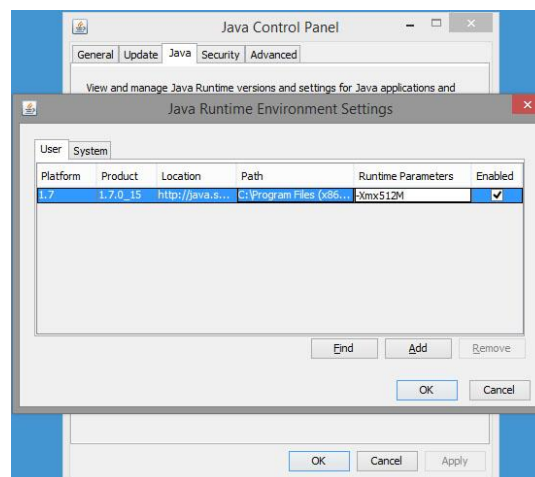 Java Control Panel
General Update Java Security Advanced
View and manage Java Runtime versions and settings for Java applications and
Java Runtime Environment Settings
User System
Platform Product Location Path Runtime Parameters Enabled
1.7 1.7.0_15 http://java.s... C:\Program Files (x86... -Xmx512M
Find Add Remove
OK Cancel
OK Cancel Apply